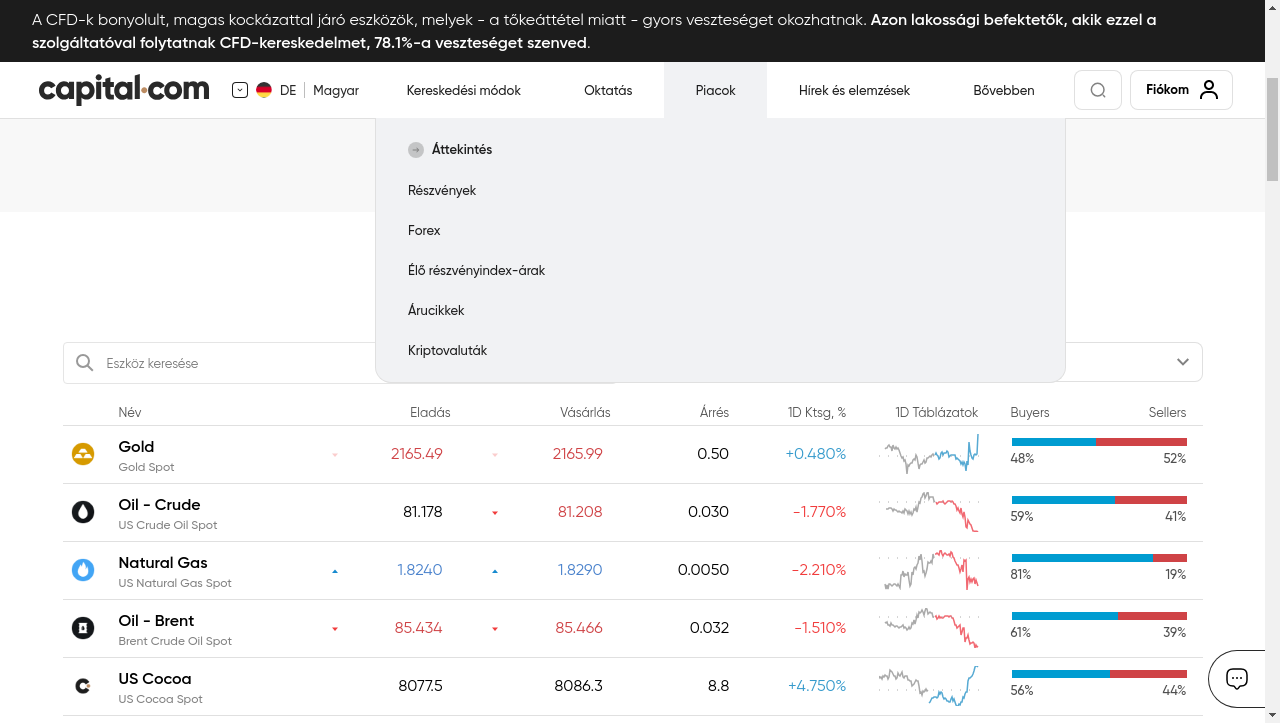 A CFD-k bonyolult, magas kockázattal járó eszközök, melyek - a tőkeáttétel miatt - gyors veszteséget okozhatnak. Azon lakossági befektetők, akik ezzel a
szolgáltatóval folytatnak CFD-kereskedelmet, 78.1%-a veszteséget szenved.
capital.com DE Magyar Kereskedési módok Oktatás Piacok Hírek és elemzések Bővebben Fiókom
Áttekintés
Részvények
Forex
Élő részvényindex-árak
Árucikkek
Kriptovaluták
Eszköz keresése
Név Eladás Vásárlás Árrés 1D Ktsg, % 1D Táblázatok Buyers Sellers
Gold 2165.49 2165.99 0.50 +0.480%
Gold Spot 48% 52%
Oil - Crude 81.178 81.208 0.030 -1.770%
US Crude Oil Spot 59% 41%
Natural Gas 1.8240 1.8290 0.0050 -2.210%
US Natural Gas Spot 81% 19%
Oil - Brent 85.434 85.466 0.032 -1.510%
Brent Crude Oil Spot 61% 39%
US Cocoa 8077.5 8086.3 8.8 +4.750%
US Cocoa Spot 56% 44%